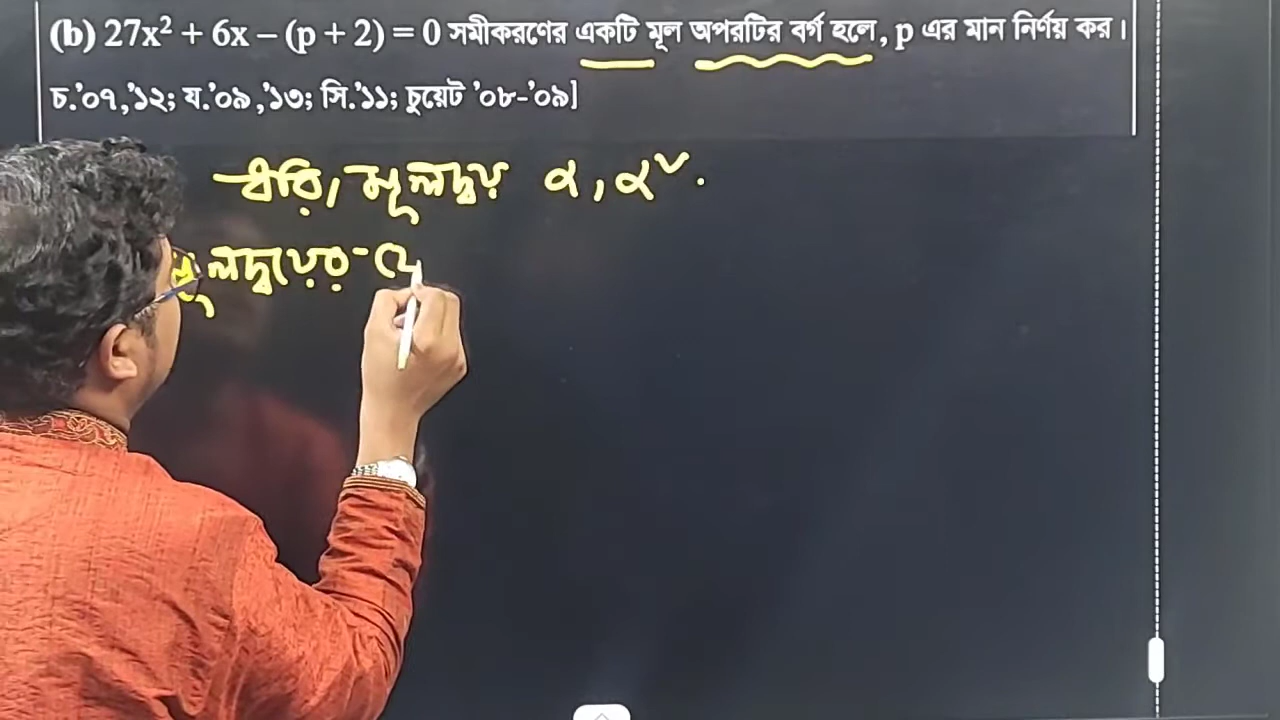 (b) 27x² + 6x – (p + 2) = 0 সমীকরণের একটি মূল অপরটির বর্গ হলে, p এর মান নির্ণয় কর।
চ.'০৭,'১২; য.'০৯,'১৩; সি.'১১; চুয়েট '০৮-'০৯]
ধরি, মূলদ্বয় α, α².
মূলদ্বয়ের